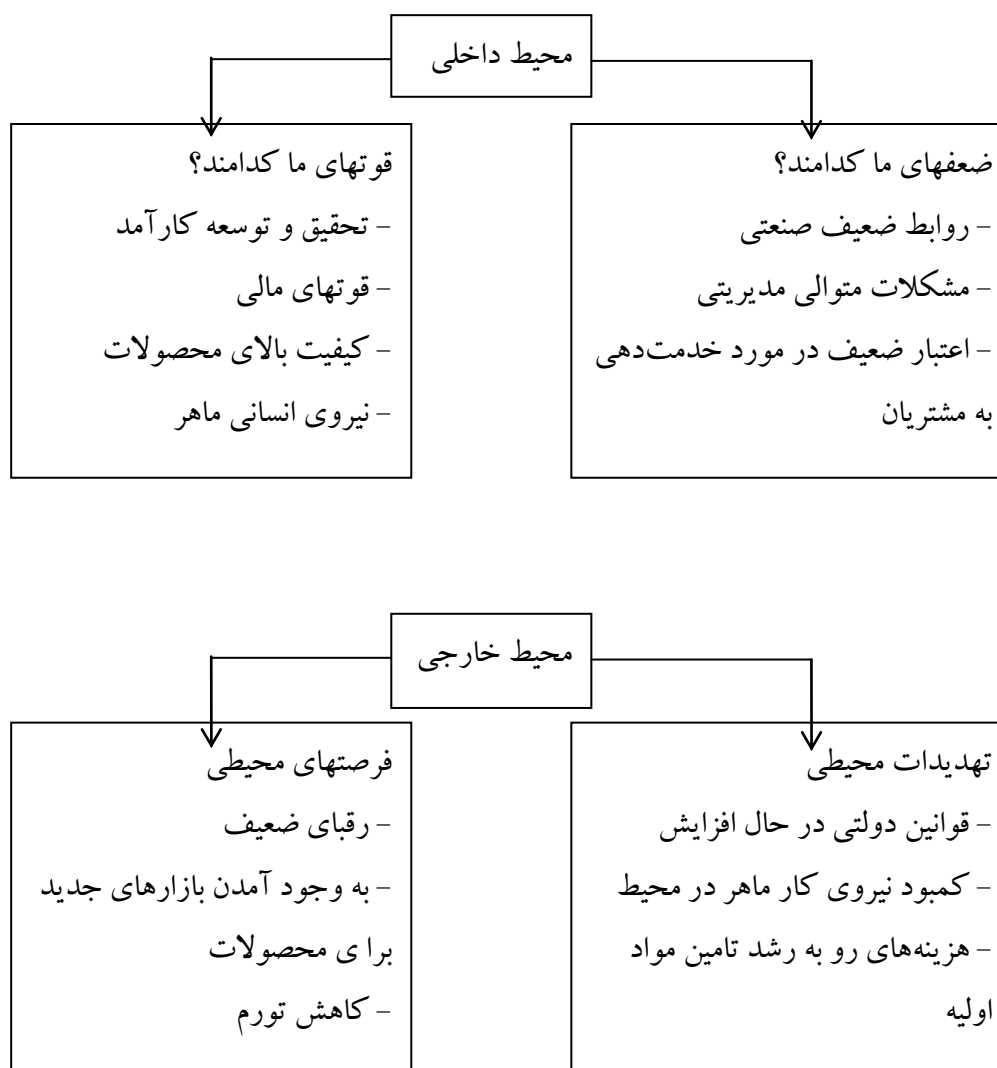 محیط داخلی
ضعفهای ما کدامند؟
– روابط ضعیف صنعتی
– مشکلات متوالی مدیریتی
– اعتبار ضعیف در مورد خدمت‌دهی
به مشتریان
قوتهای ما کدامند؟
– تحقیق و توسعه کارآمد
– قوتهای مالی
– کیفیت بالای محصولات
– نیروی انسانی ماهر
محیط خارجی
تهدیدات محیطی
– قوانین دولتی در حال افزایش
– کمبود نیروی کار ماهر در محیط
– هزینه‌های رو به رشد تامین مواد
اولیه
فرصتهای محیطی
– رقبای ضعیف
– به وجود آمدن بازارهای جدید
برا ی محصولات
– کاهش تورم